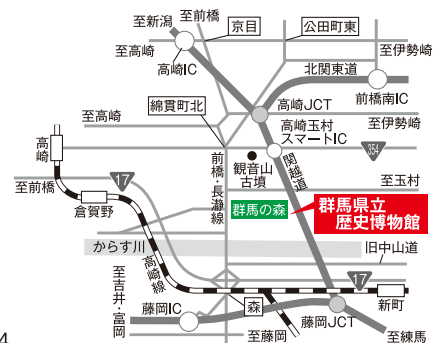 至新潟
至前橋
京目
公田町東
至高崎
高崎IC
至伊勢崎
北関東道
前橋南IC
高崎JCT
綿貫町北
至高崎
至伊勢崎
高崎玉村
スマートIC
354
高崎
17
至前橋
倉賀野
前橋・長瀞線
観音山
古墳
関越道
至玉村
群馬の森
群馬県立
歴史博物館
からす川
高崎線
旧中山道
17
至吉井・富岡
藤岡IC
森
新町
至藤岡
藤岡JCT
至練馬
4